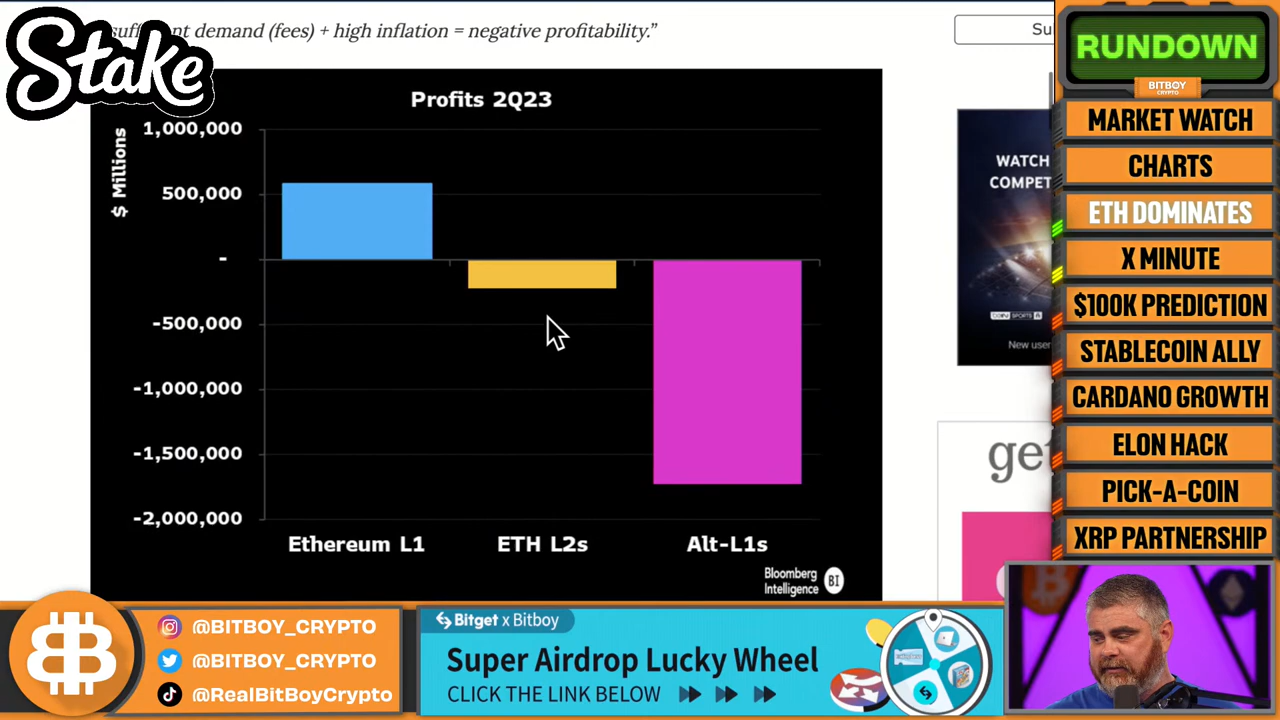 Stake
nt demand (fees) + high inflation = negative profitability.”
Profits 2Q23
$ Millions
1,000,000
500,000
-
-500,000
-1,000,000
-1,500,000
-2,000,000
Ethereum L1
ETH L2s
Alt-L1s
Bloomberg
Intelligence
BI
Su
WATCH
COMPET
beIN SPORTS
New user
get
RUNDOWN
BITBOY
CRYPTO
MARKET WATCH
CHARTS
ETH DOMINATES
X MINUTE
$100K PREDICTION
STABLECOIN ALLY
CARDANO GROWTH
ELON HACK
PICK-A-COIN
XRP PARTNERSHIP
@BITBOY_CRYPTO
@BITBOY_CRYPTO
@RealBitBoyCrypto
Bitget x Bitboy
Super Airdrop Lucky Wheel
CLICK THE LINK BELOW